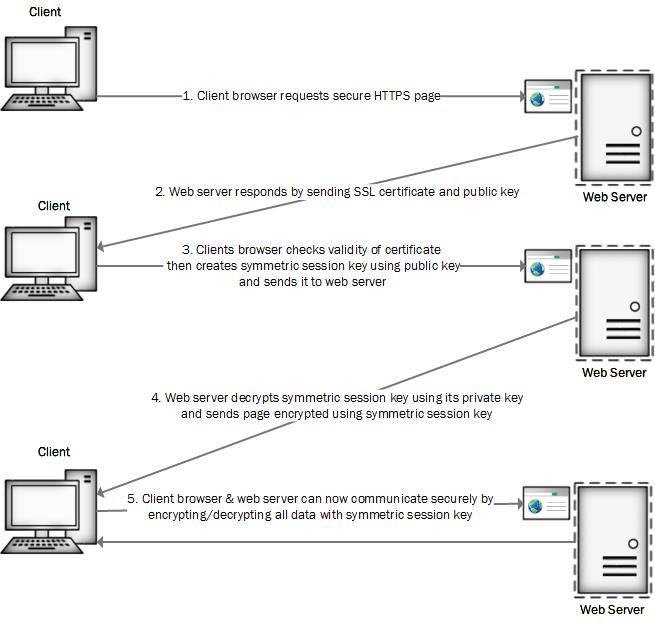 Client
1. Client browser requests secure HTTPS page
Web Server
2. Web server responds by sending SSL certificate and public key
Client
3. Clients browser checks validity of certificate
then creates symmetric session key using public key
and sends it to web server
Web Server
4. Web server decrypts symmetric session key using its private key
and sends page encrypted using symmetric session key
Client
5. Client browser & web server can now communicate securely by
encrypting/decrypting all data with symmetric session key
Web Server